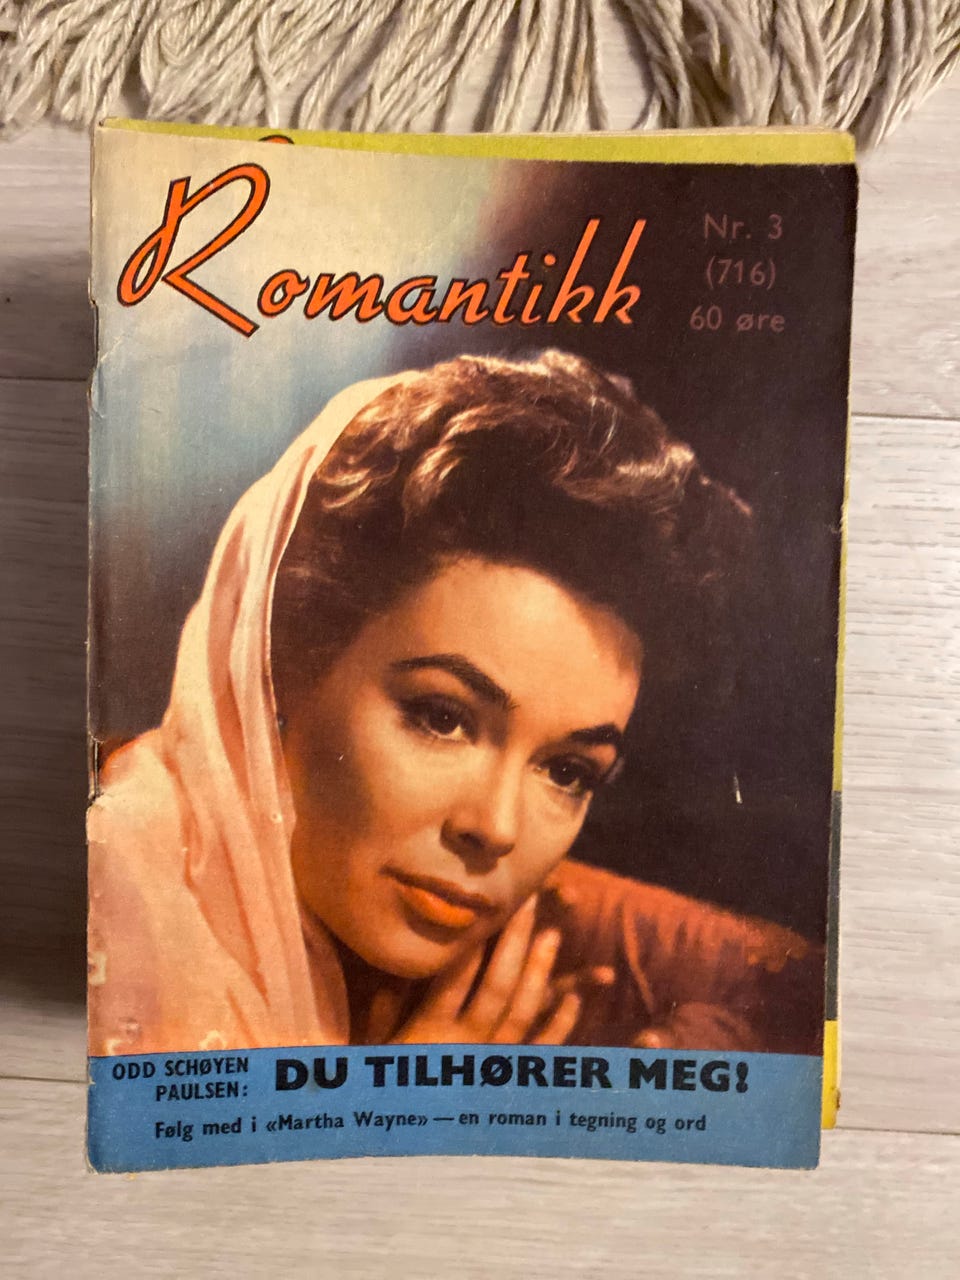 Romantikk
Nr. 3
(716)
60 øre
ODD SCHØYEN
PAULSEN:
DU TILHØRER MEG!
Følg med i «Martha Wayne» — en roman i tegning og ord